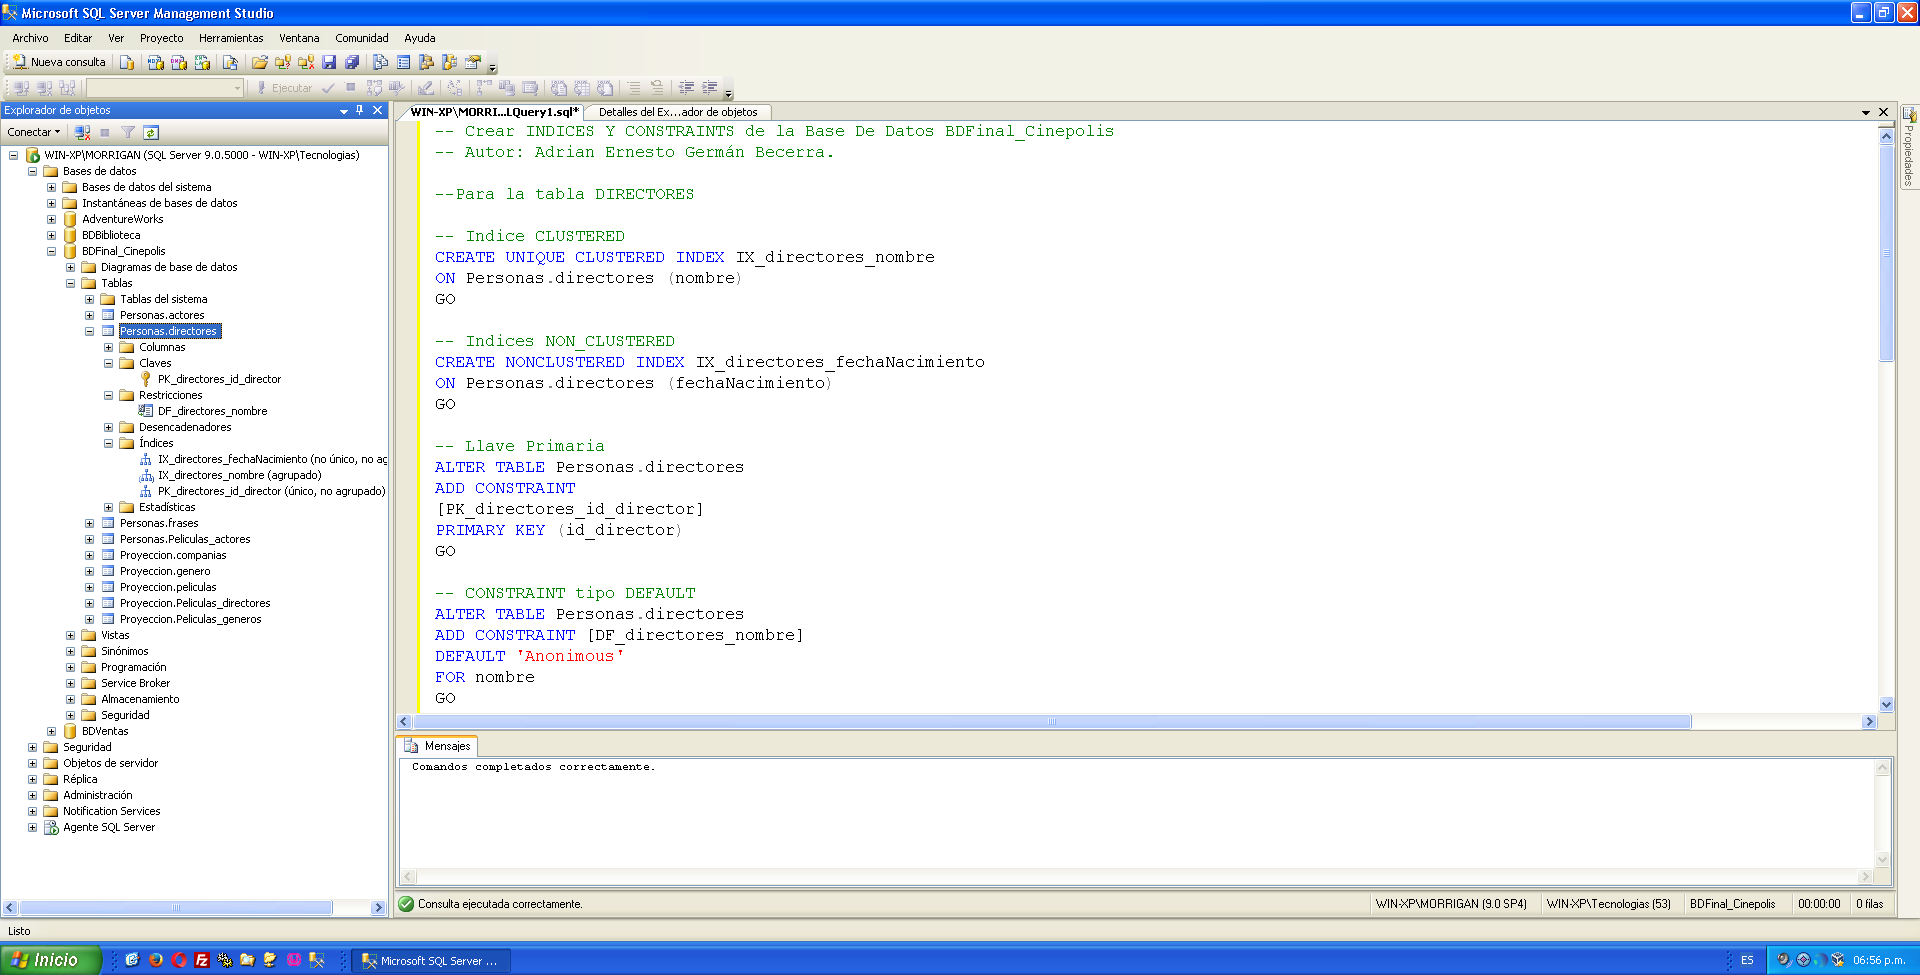 Microsoft SQL Server Management Studio
Archivo Editar Ver Proyecto Herramientas Ventana Comunidad Ayuda
Nueva consulta
Ejecutar
Explorador de objetos
Conectar
WIN-XP\MORRIGAN (SQL Server 9.0.5000 - WIN-XP\Tecnologias)
Bases de datos
Bases de datos del sistema
Instantáneas de bases de datos
AdventureWorks
BDBiblioteca
BDFinal_Cinepolis
Diagramas de base de datos
Tablas
Tablas del sistema
Personas.actores
Personas.directores
Columnas
Claves
PK_directores_id_director
Restricciones
DF_directores_nombre
Desencadenadores
Índices
IX_directores_fechaNacimiento (no único, no ag
IX_directores_nombre (agrupado)
PK_directores_id_director (único, no agrupado)
Estadísticas
Personas.frases
Personas.Peliculas_actores
Proyeccion.companias
Proyeccion.genero
Proyeccion.peliculas
Proyeccion.Peliculas_directores
Proyeccion.Peliculas_generos
Vistas
Sinónimos
Programación
Service Broker
Almacenamiento
Seguridad
BDVentas
Seguridad
Objetos de servidor
Réplica
Administración
Notification Services
Agente SQL Server
WIN-XP\MORRI...LQuery1.sql* Detalles del Ex...ador de objetos
-- Crear INDICES Y CONSTRAINTS de la Base De Datos BDFinal_Cinepolis
-- Autor: Adrian Ernesto Germán Becerra.
--Para la tabla DIRECTORES
-- Indice CLUSTERED
CREATE UNIQUE CLUSTERED INDEX IX_directores_nombre
ON Personas.directores (nombre)
GO
-- Indices NON_CLUSTERED
CREATE NONCLUSTERED INDEX IX_directores_fechaNacimiento
ON Personas.directores (fechaNacimiento)
GO
-- Llave Primaria
ALTER TABLE Personas.directores
ADD CONSTRAINT
[PK_directores_id_director]
PRIMARY KEY (id_director)
GO
-- CONSTRAINT tipo DEFAULT
ALTER TABLE Personas.directores
ADD CONSTRAINT [DF_directores_nombre]
DEFAULT 'Anonimous'
FOR nombre
GO
Propiedades
Mensajes
Comandos completados correctamente.
Consulta ejecutada correctamente. WIN-XP\MORRIGAN (9.0 SP4) WIN-XP\Tecnologias (53) BDFinal_Cinepolis 00:00:00 0 filas
Listo
Inicio Microsoft SQL Server ... ES 06:56 p.m.